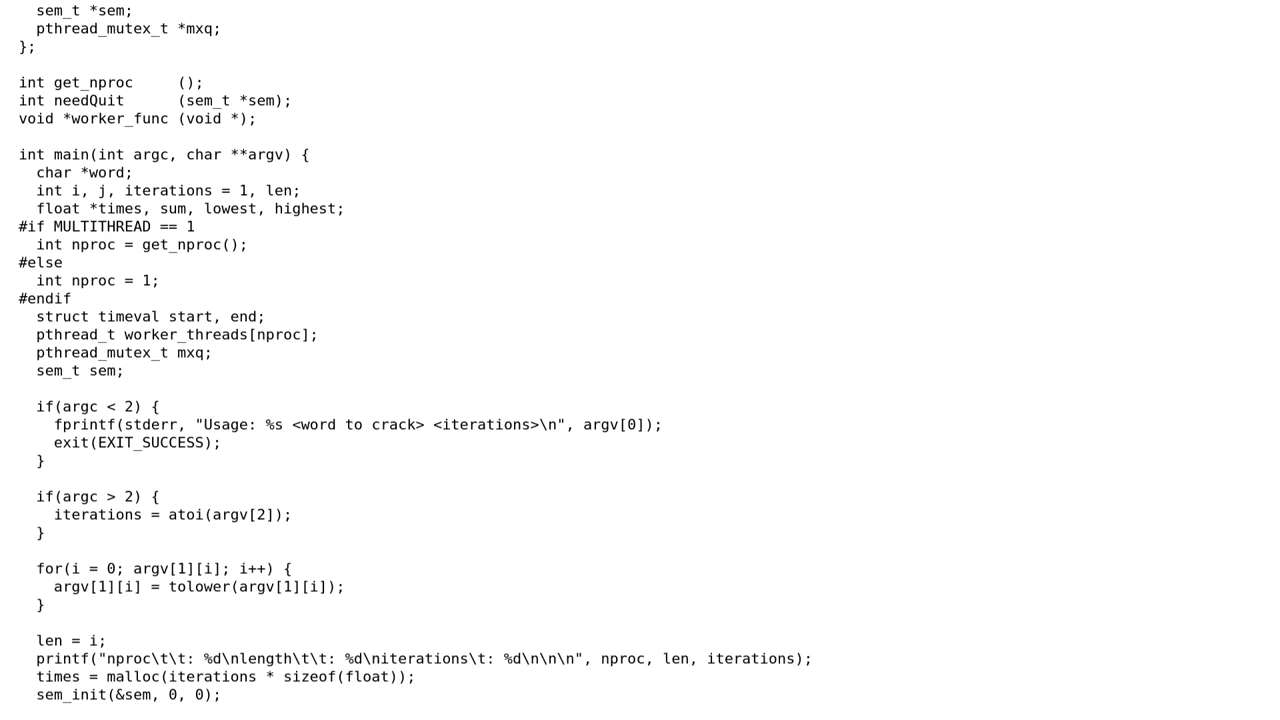 sem_t *sem;
  pthread_mutex_t *mxq;
};

int get_nproc     ();
int needQuit      (sem_t *sem);
void *worker_func (void *);

int main(int argc, char **argv) {
  char *word;
  int i, j, iterations = 1, len;
  float *times, sum, lowest, highest;
#if MULTITHREAD == 1
  int nproc = get_nproc();
#else
  int nproc = 1;
#endif
  struct timeval start, end;
  pthread_t worker_threads[nproc];
  pthread_mutex_t mxq;
  sem_t sem;

  if(argc < 2) {
    fprintf(stderr, "Usage: %s <word to crack> <iterations>\n", argv[0]);
    exit(EXIT_SUCCESS);
  }

  if(argc > 2) {
    iterations = atoi(argv[2]);
  }

  for(i = 0; argv[1][i]; i++) {
    argv[1][i] = tolower(argv[1][i]);
  }

  len = i;
  printf("nproc\t\t: %d\nlength\t\t: %d\niterations\t: %d\n\n\n", nproc, len, iterations);
  times = malloc(iterations * sizeof(float));
  sem_init(&sem, 0, 0);